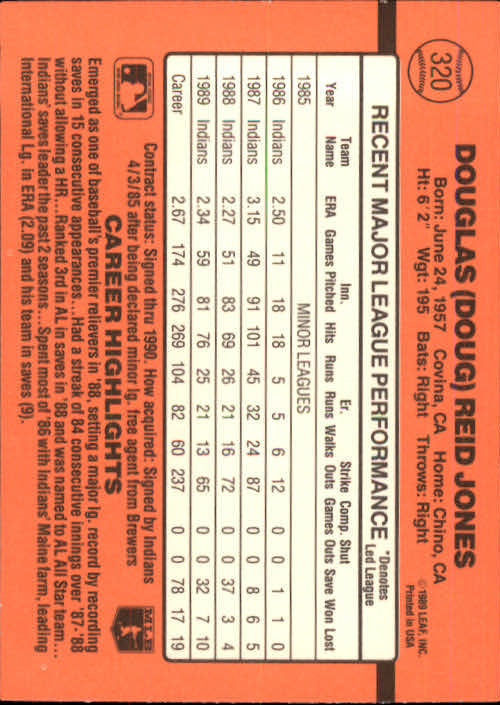 320
DOUGLAS (DOUG) REID JONES
Born: June 24, 1957 Covina, CA Home: Chino, CA
Ht: 6' 2" Wgt: 195 Bats: Right Throws: Right
©1989 LEAF, INC.
Printed in USA
RECENT MAJOR LEAGUE PERFORMANCE
*Denotes
Led League
Team Inn. Er. Strike Comp. Shut
Year Name ERA Games Pitched Hits Runs Runs Walks Outs Games Outs Save Won Lost
1985 MINOR LEAGUES
1986 Indians 2.50 11 18 18 5 5 6 12 0 0 1 1 0
1987 Indians 3.15 49 91 101 45 32 24 87 0 0 8 6 5
1988 Indians 2.27 51 83 69 26 21 16 72 0 0 37 3 4
1989 Indians 2.34 59 81 76 25 21 13 65 0 0 32 7 10
Career 2.67 174 276 269 104 82 60 237 0 0 78 17 19
Contract status: Signed thru 1990. How acquired: Signed by Indians
4/3/85 after being declared minor lg. free agent from Brewers
MLB
CAREER HIGHLIGHTS
Emerged as one of baseball's premier relievers in '88, setting a major lg. record by recording
saves in 15 consecutive appearances...Had a streak of 84 consecutive innings over '87-'88
without allowing a HR...Ranked 3rd in AL in saves in '88 and was named to AL All Star team...
Indians' saves leader the past 2 seasons...Spent most of '86 with Indians' Maine farm, leading
International Lg. in ERA (2.09) and his team in saves (9).